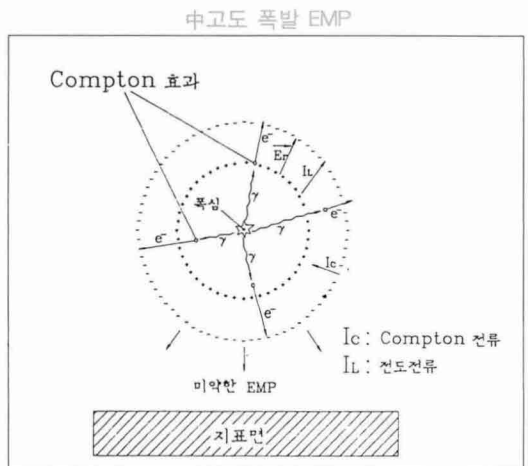 中고도 폭발 EMP
Compton 효과
e⁻
Er
IL
폭심
γ
e⁻
γ
e⁻
γ
γ
Ic
e⁻
Ic : Compton 전류
IL : 전도전류
미약한 EMP
지표면